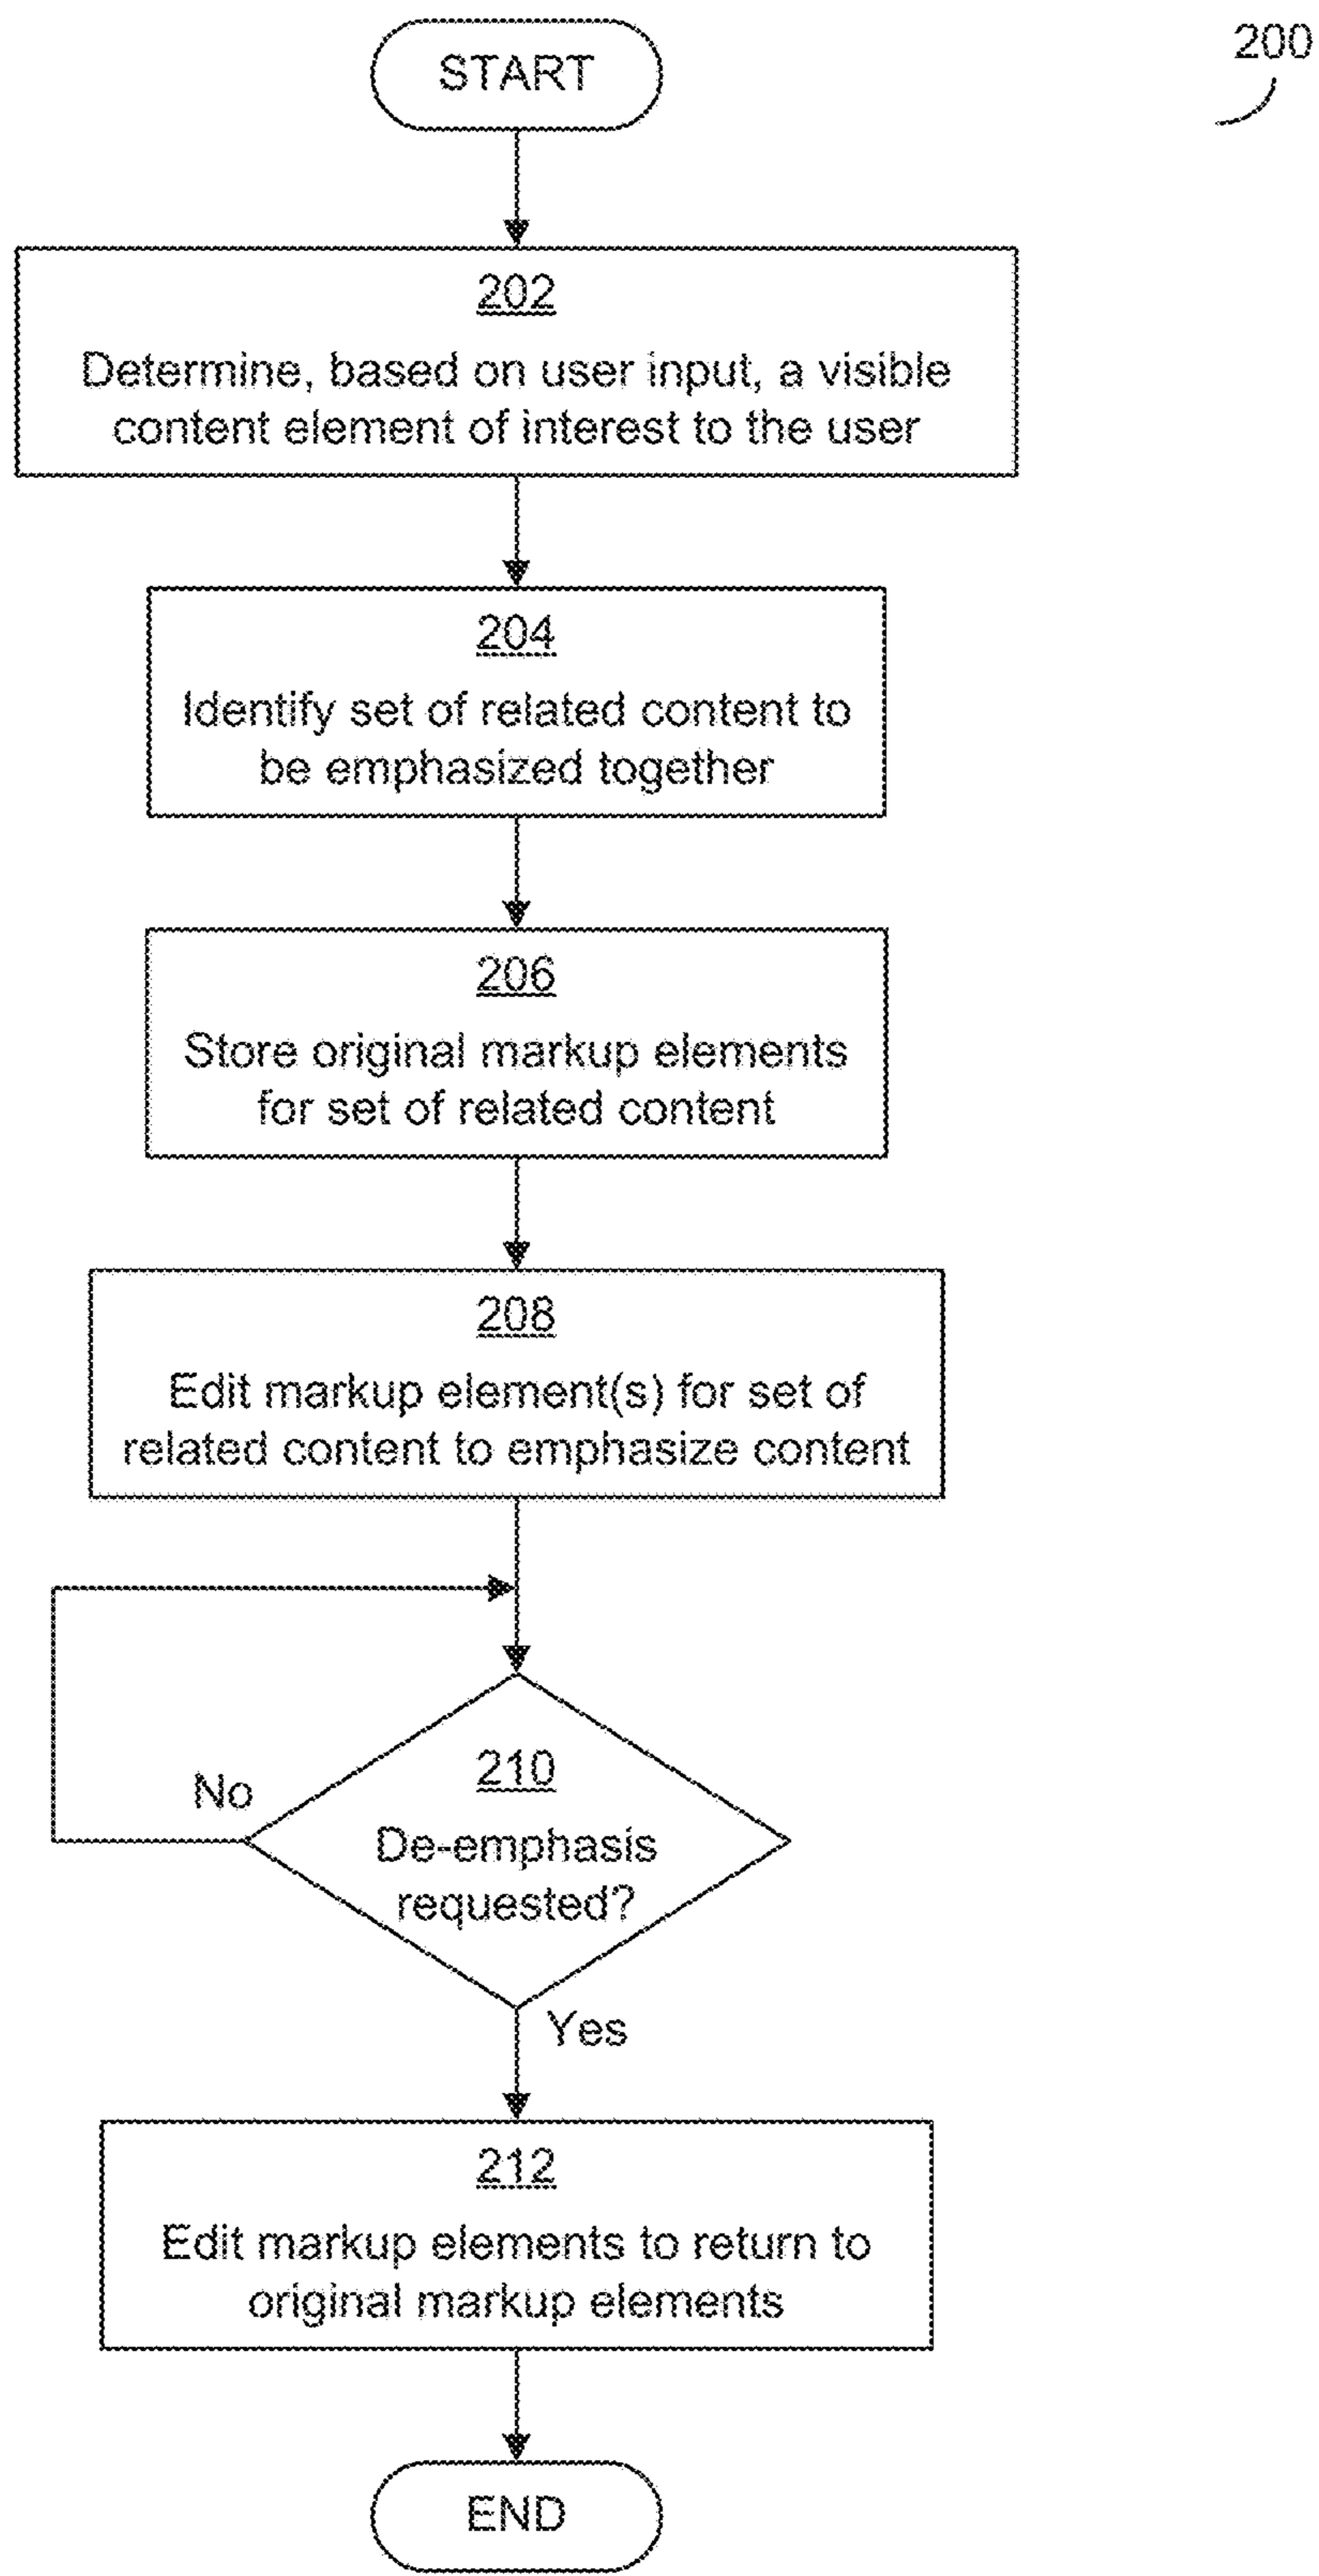 START
200
202
Determine, based on user input, a visible
content element of interest to the user
204
Identify set of related content to
be emphasized together
206
Store original markup elements
for set of related content
208
Edit markup element(s) for set of
related content to emphasize content
210
De-emphasis
requested?
No
Yes
212
Edit markup elements to return to
original markup elements
END